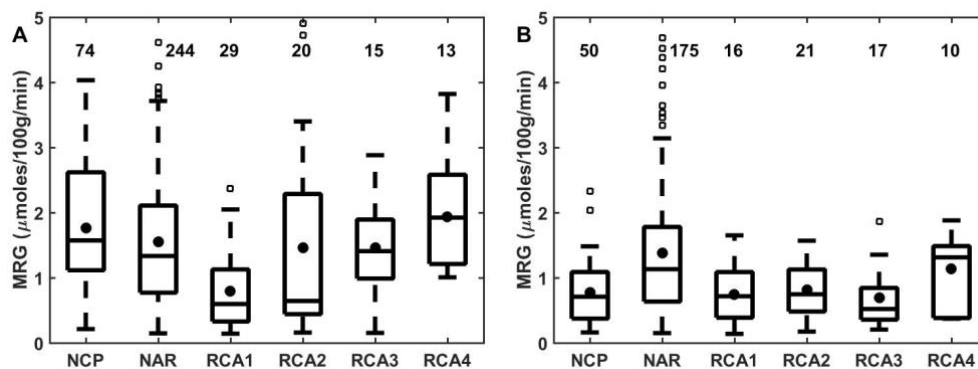 A
74 244 29 20 15 13
MRG (μmoles/100g/min)
5
4
3
2
1
0
NCP NAR RCA1 RCA2 RCA3 RCA4
B
50 175 16 21 17 10
MRG (μmoles/100g/min)
5
4
3
2
1
0
NCP NAR RCA1 RCA2 RCA3 RCA4